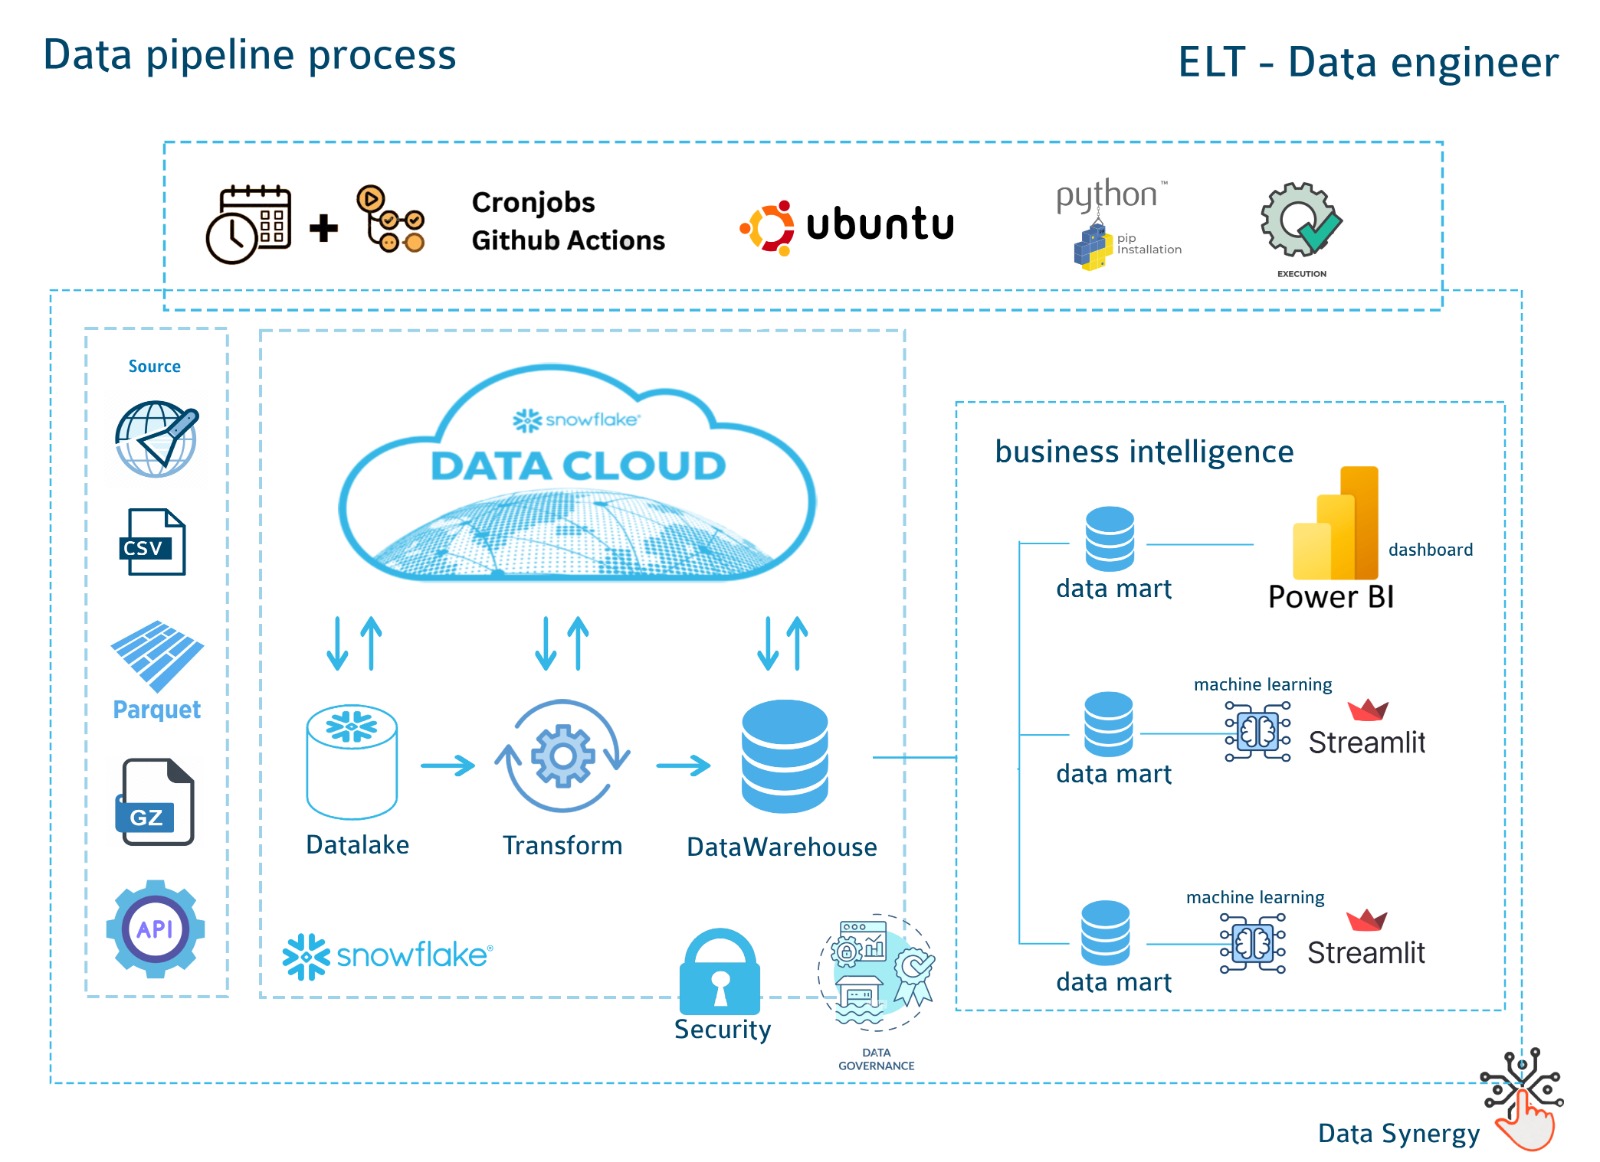 Data pipeline process
ELT - Data engineer
Cronjobs
Github Actions
ubuntu
python™
pip
Installation
EXECUTION
Source
CSV
Parquet
GZ
API
snowflake®
DATA CLOUD
Datalake
Transform
DataWarehouse
snowflake®
Security
DATA
GOVERNANCE
business intelligence
data mart
dashboard
Power BI
machine learning
data mart
Streamlit
machine learning
data mart
Streamlit
Data Synergy